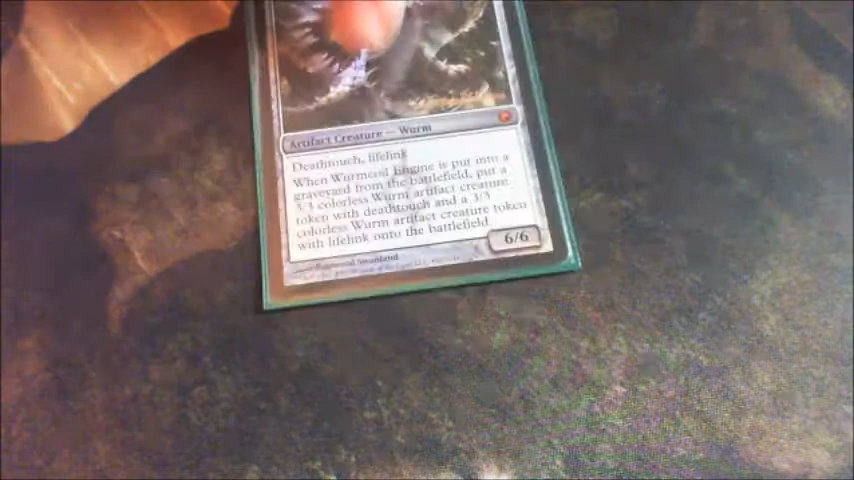 Artifact Creature — Wurm
Deathtouch, lifelink
When Wurmcoil Engine is put into a
graveyard from the battlefield, put a
3/3 colorless Wurm artifact creature
token with deathtouch and a 3/3
colorless Wurm artifact creature token
with lifelink onto the battlefield.
6/6
Raymond Swanland